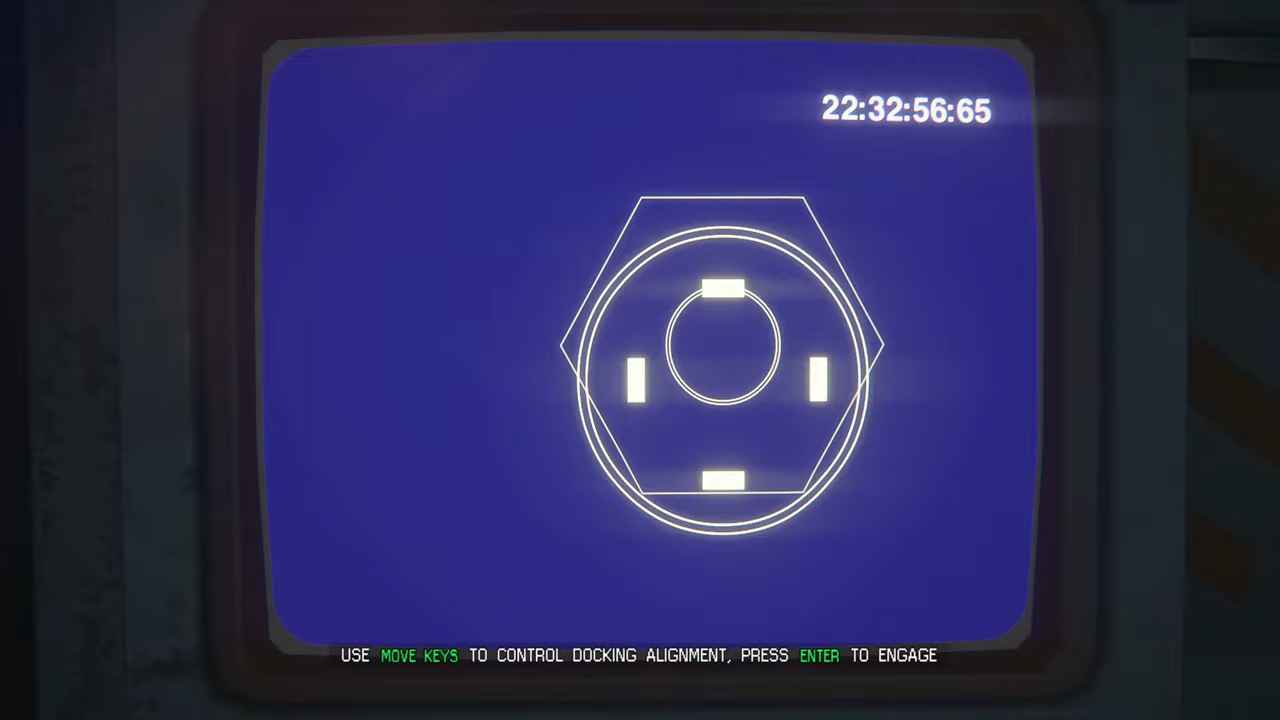 22:32:56:65
USE MOVE KEYS TO CONTROL DOCKING ALIGNMENT, PRESS ENTER TO ENGAGE